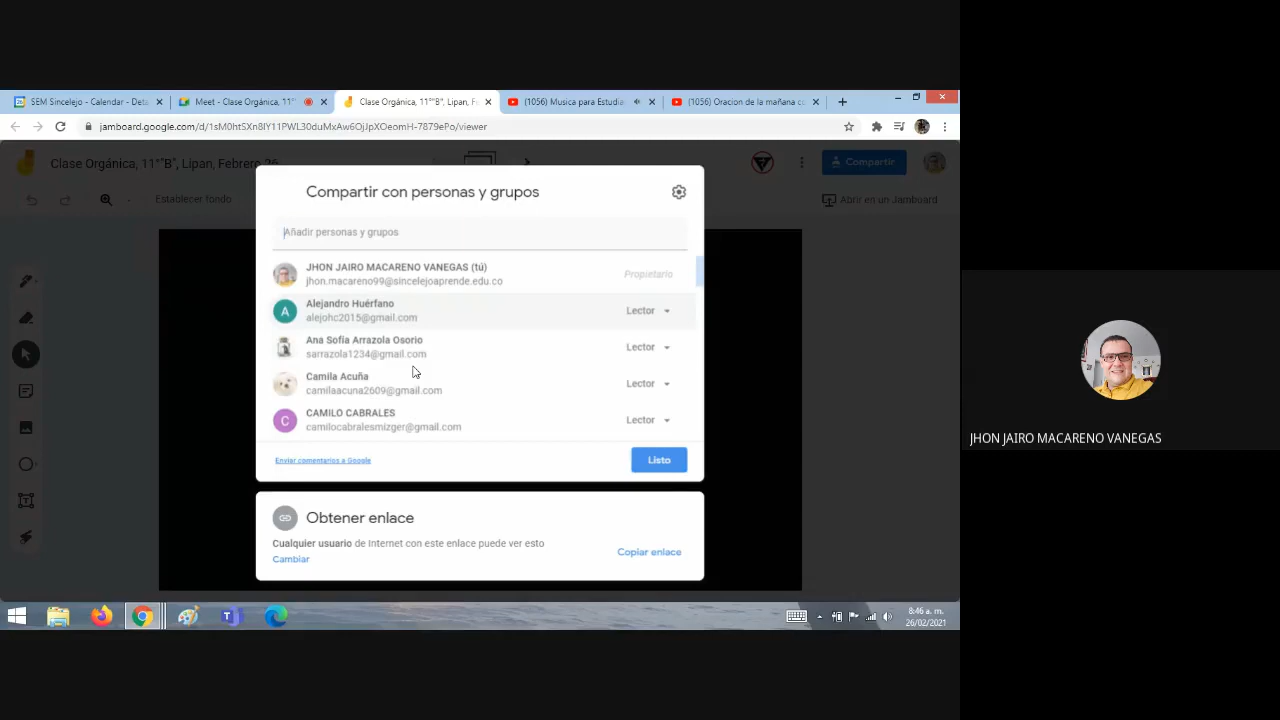 SEM Sincelejo - Calendar - Deta
Meet - Clase Orgánica, 11°
Clase Orgánica, 11°"B", Lipan, F
(1056) Musica para Estudia
(1056) Oracion de la mañana c
jamboard.google.com/d/
/viewer
Clase Orgánica, 11°"B", Lipan, Febrero 26
Compartir
Establecer fondo
Abrir en un Jamboard
Compartir con personas y grupos
Añadir personas y grupos
JHON JAIRO MACARENO VANEGAS (tú)
jhon.macareno99@sincelejoaprende.edu.co
Propietario
Alejandro Huérfano
alejohc2015@gmail.com
Lector
Ana Sofía Arrazola Osorio
sarrazola1234@gmail.com
Lector
Camila Acuña
camilaacuna2609@gmail.com
Lector
C
CAMILO CABRALES
camilocabralesmizger@gmail.com
Lector
A
Enviar comentarios a Google
Listo
Obtener enlace
Cualquier usuario de Internet con este enlace puede ver esto
Cambiar
Copiar enlace
8:46 a. m.
26/02/2021
JHON JAIRO MACARENO VANEGAS